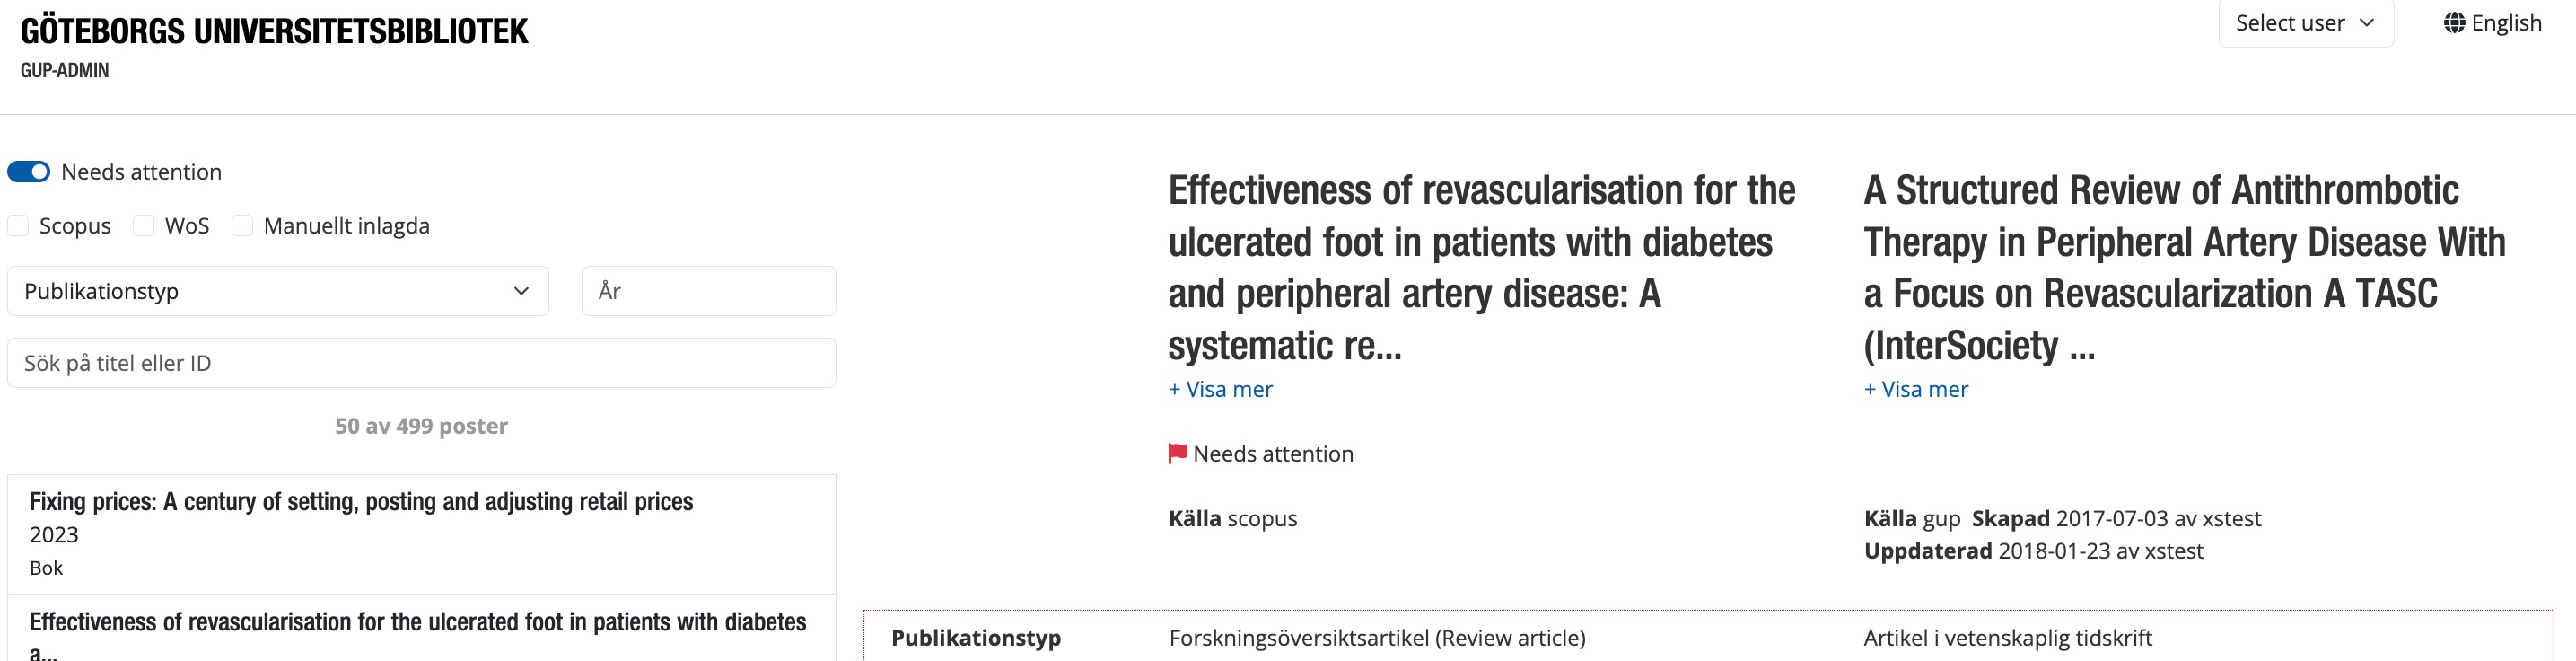 GÖTEBORGS UNIVERSITETSBIBLIOTEK
GUP-ADMIN
Select user
English
Needs attention
Scopus WoS Manuellt inlagda
Publikationstyp
År
Sök på titel eller ID
50 av 499 poster
Fixing prices: A century of setting, posting and adjusting retail prices
2023
Bok
Effectiveness of revascularisation for the ulcerated foot in patients with diabetes
a...
Effectiveness of revascularisation for the
ulcerated foot in patients with diabetes
and peripheral artery disease: A
systematic re...
+ Visa mer
Needs attention
Källa scopus
A Structured Review of Antithrombotic
Therapy in Peripheral Artery Disease With
a Focus on Revascularization A TASC
(InterSociety ...
+ Visa mer
Källa gup Skapad 2017-07-03 av xstest
Uppdaterad 2018-01-23 av xstest
Publikationstyp
Forskningsöversiktsartikel (Review article)
Artikel i vetenskaplig tidskrift